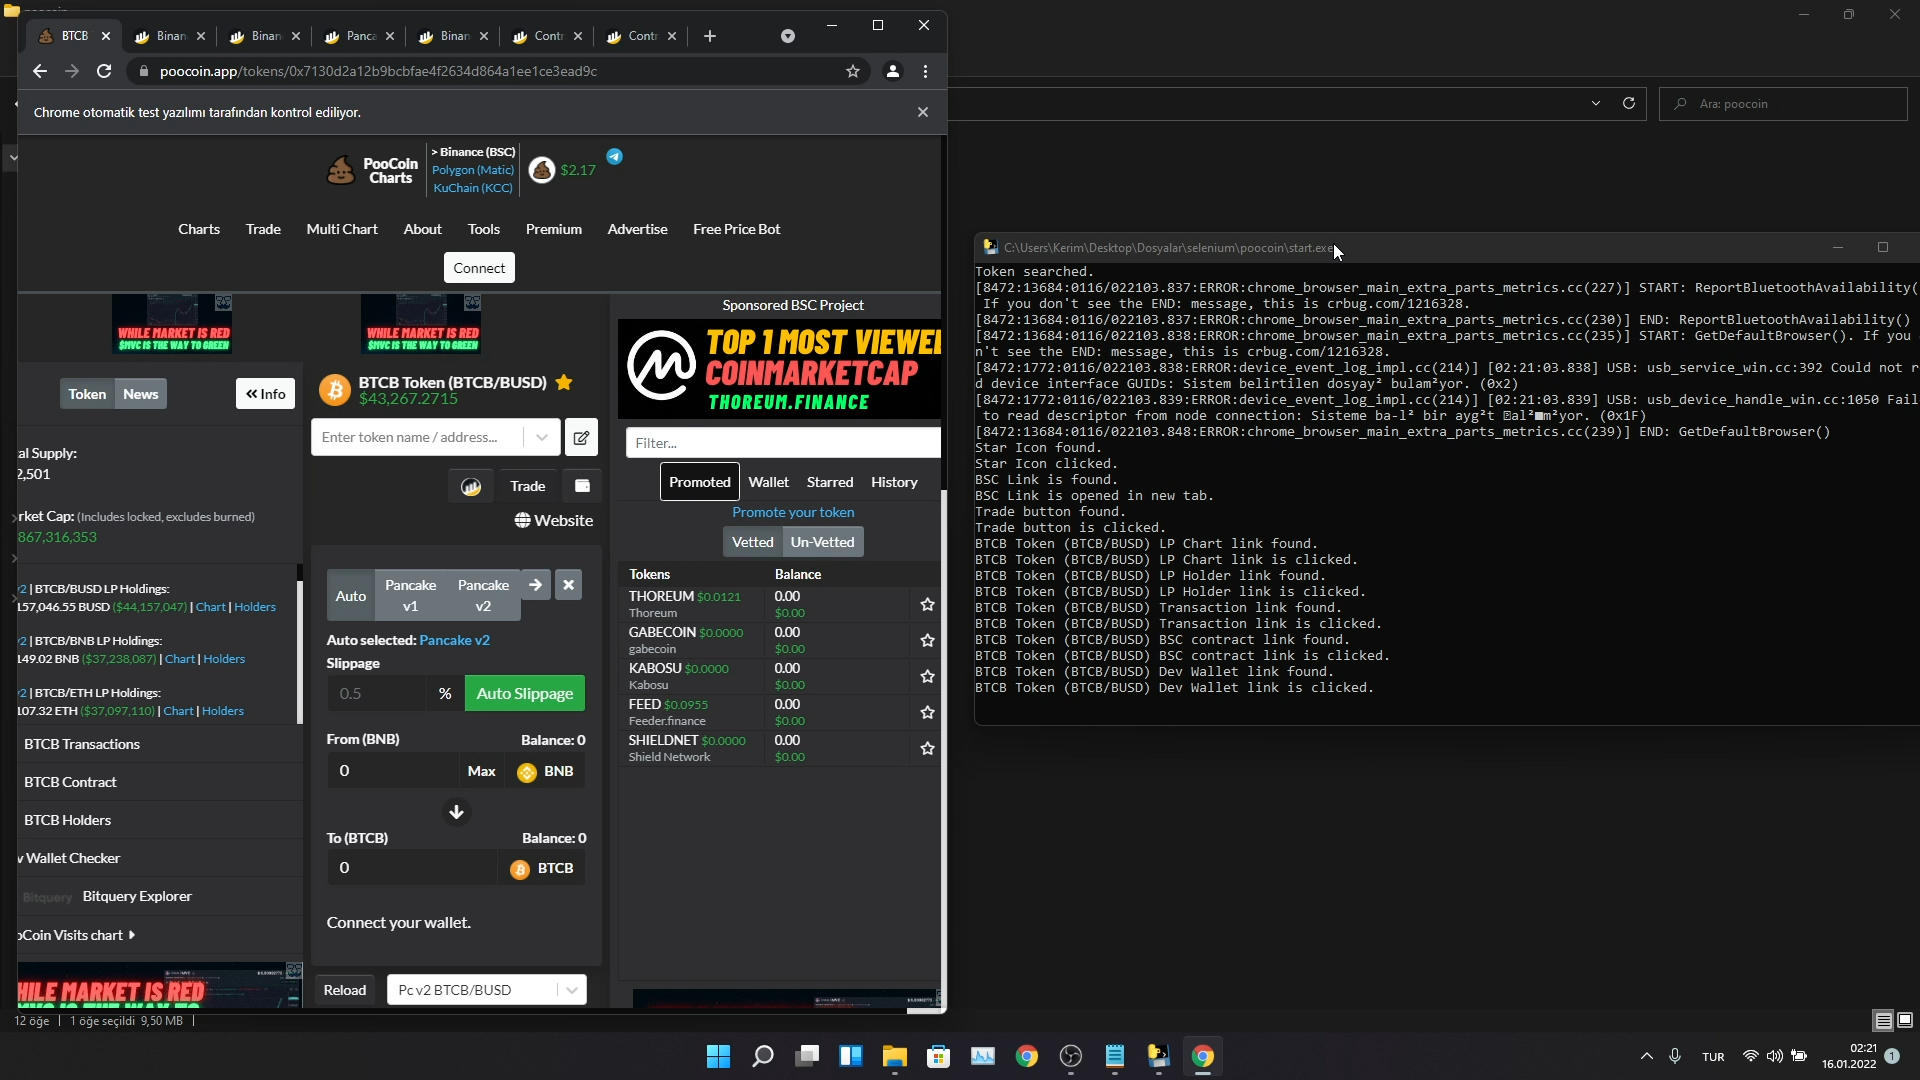 BTCB
Binan
Binan
Panca
Binan
Contr
Contr
poocoin.app/tokens/0x7130d2a12b9bcbfae4f2634d864a1ee1ce3ead9c
Chrome otomatik test yazılımı tarafından kontrol ediliyor.
Ara: poocoin
PooCoin
Charts
> Binance (BSC)
Polygon (Matic)
KuChain (KCC)
$2.17
Charts
Trade
Multi Chart
About
Tools
Premium
Advertise
Free Price Bot
Connect
WHILE MARKET IS RED
$MVC IS THE WAY TO GREEN
WHILE MARKET IS RED
$MVC IS THE WAY TO GREEN
Token
News
Info
al Supply:
2,501
rket Cap: (Includes locked, excludes burned)
867,316,353
v2 | BTCB/BUSD LP Holdings:
157,046.55 BUSD ($44,157,047) | Chart | Holders
v2 | BTCB/BNB LP Holdings:
149.02 BNB ($37,238,087) | Chart | Holders
v2 | BTCB/ETH LP Holdings:
107.32 ETH ($37,097,110) | Chart | Holders
BTCB Transactions
BTCB Contract
BTCB Holders
v Wallet Checker
Bitquery
Bitquery Explorer
oCoin Visits chart
HILE MARKET IS RED
BTCB Token (BTCB/BUSD)
$43,267.2715
Enter token name / address...
Trade
Website
Auto
Pancake
v1
Pancake
v2
Auto selected: Pancake v2
Slippage
0.5
%
Auto Slippage
From (BNB)
Balance: 0
0
Max
BNB
To (BTCB)
Balance: 0
0
BTCB
Connect your wallet.
Reload
Pc v2 BTCB/BUSD
Sponsored BSC Project
TOP 1 MOST VIEWE
COINMARKETCAP
THOREUM.FINANCE
Filter...
Promoted
Wallet
Starred
History
Promote your token
Vetted
Un-Vetted
Tokens
Balance
THOREUM $0.0121
0.00
Thoreum
$0.00
GABECOIN $0.0000
0.00
gabecoin
$0.00
KABOSU $0.0000
0.00
Kabosu
$0.00
FEED $0.0955
0.00
Feeder.finance
$0.00
SHIELDNET $0.0000
0.00
Shield Network
$0.00
C:\Users\Kerim\Desktop\Dosyalar\selenium\poocoin\start.exe
Token searched.
[8472:13684:0116/022103.837:ERROR:chrome_browser_main_extra_parts_metrics.cc(227)] START: ReportBluetoothAvailability(
If you don't see the END: message, this is crbug.com/1216328.
[8472:13684:0116/022103.837:ERROR:chrome_browser_main_extra_parts_metrics.cc(230)] END: ReportBluetoothAvailability()
[8472:13684:0116/022103.838:ERROR:chrome_browser_main_extra_parts_metrics.cc(235)] START: GetDefaultBrowser(). If you
n't see the END: message, this is crbug.com/1216328.
[8472:1772:0116/022103.838:ERROR:device_event_log_impl.cc(214)] [02:21:03.838] USB: usb_service_win.cc:392 Could not r
d device interface GUIDs: Sistem belirtilen dosyay² bulam²yor. (0x2)
[8472:1772:0116/022103.839:ERROR:device_event_log_impl.cc(214)] [02:21:03.839] USB: usb_device_handle_win.cc:1050 Fail
to read descriptor from node connection: Sisteme ba-l² bir ayg²t al²■m²yor. (0x1F)
[8472:13684:0116/022103.848:ERROR:chrome_browser_main_extra_parts_metrics.cc(239)] END: GetDefaultBrowser()
Star Icon found.
Star Icon clicked.
BSC Link is found.
BSC Link is opened in new tab.
Trade button found.
Trade button is clicked.
BTCB Token (BTCB/BUSD) LP Chart link found.
BTCB Token (BTCB/BUSD) LP Chart link is clicked.
BTCB Token (BTCB/BUSD) LP Holder link found.
BTCB Token (BTCB/BUSD) LP Holder link is clicked.
BTCB Token (BTCB/BUSD) Transaction link found.
BTCB Token (BTCB/BUSD) Transaction link is clicked.
BTCB Token (BTCB/BUSD) BSC contract link found.
BTCB Token (BTCB/BUSD) BSC contract link is clicked.
BTCB Token (BTCB/BUSD) Dev Wallet link found.
BTCB Token (BTCB/BUSD) Dev Wallet link is clicked.
12 öğe
1 öğe seçildi 9,50 MB
TUR
02:21
16.01.2022
1